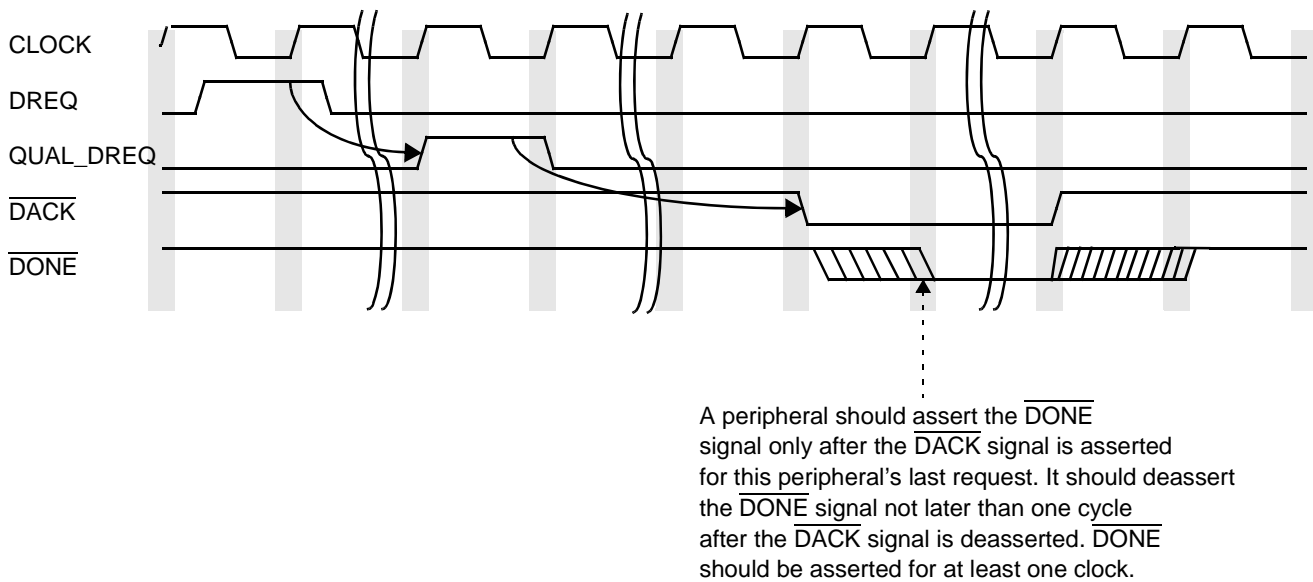 CLOCK
DREQ
QUAL_DREQ
DACK
DONE
A peripheral should assert the DONE
signal only after the DACK signal is asserted
for this peripheral's last request. It should deassert
the DONE signal not later than one cycle
after the DACK signal is deasserted. DONE
should be asserted for at least one clock.